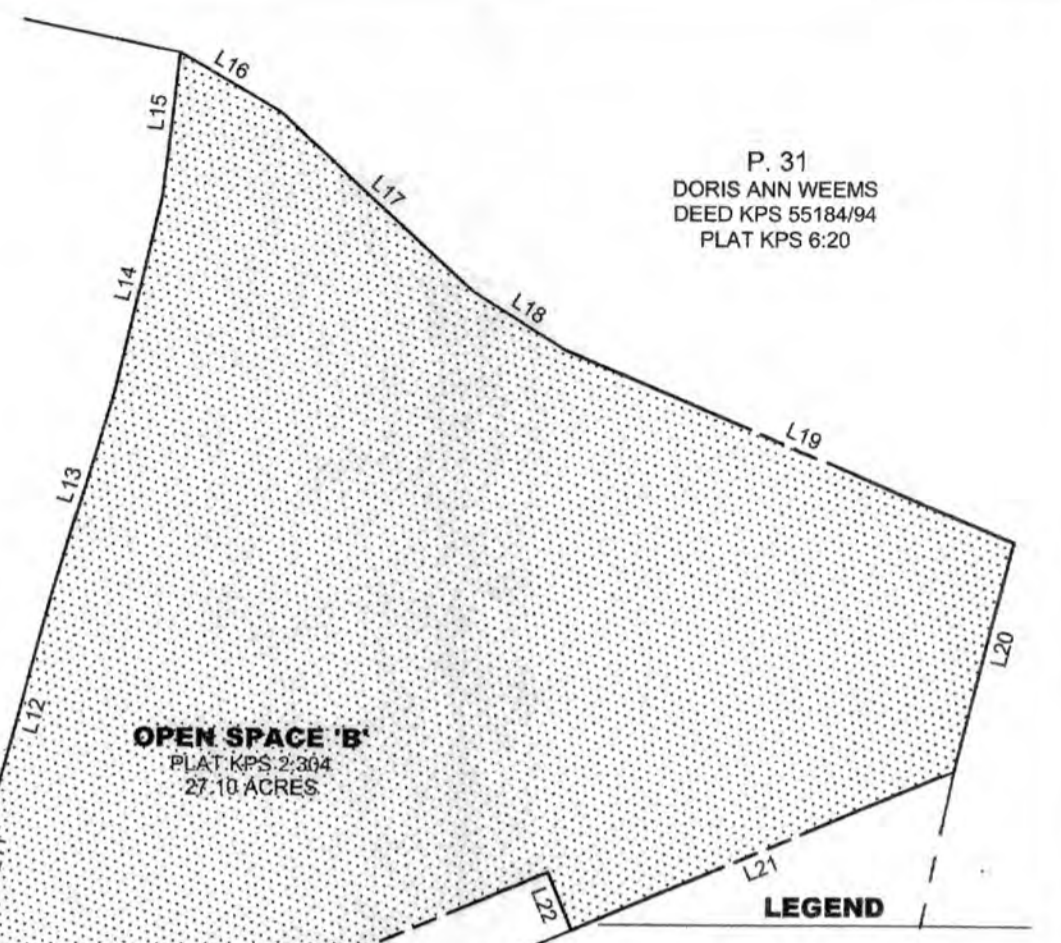 L16
L15
P. 31
DORIS ANN WEEMS
DEED KPS 55184/94
PLAT KPS 6:20
L17
L14
L18
L19
L13
L20
L12
OPEN SPACE 'B'
PLAT KPS 2:304
27.10 ACRES
L21
L22
LEGEND